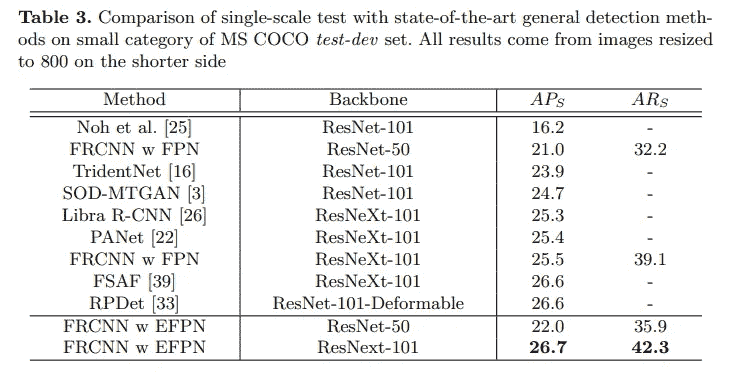 Table 3. Comparison of single-scale test with state-of-the-art general detection meth-
ods on small category of MS COCO test-dev set. All results come from images resized
to 800 on the shorter side
Method Backbone APS ARS
Noh et al. [25] ResNet-101 16.2 -
FRCNN w FPN ResNet-50 21.0 32.2
TridentNet [16] ResNet-101 23.9 -
SOD-MTGAN [3] ResNet-101 24.7 -
Libra R-CNN [26] ResNeXt-101 25.3 -
PANet [22] ResNeXt-101 25.4 -
FRCNN w FPN ResNeXt-101 25.5 39.1
FSAF [39] ResNeXt-101 26.6 -
RPDet [33] ResNet-101-Deformable 26.6 -
FRCNN w EFPN ResNet-50 22.0 35.9
FRCNN w EFPN ResNext-101 26.7 42.3